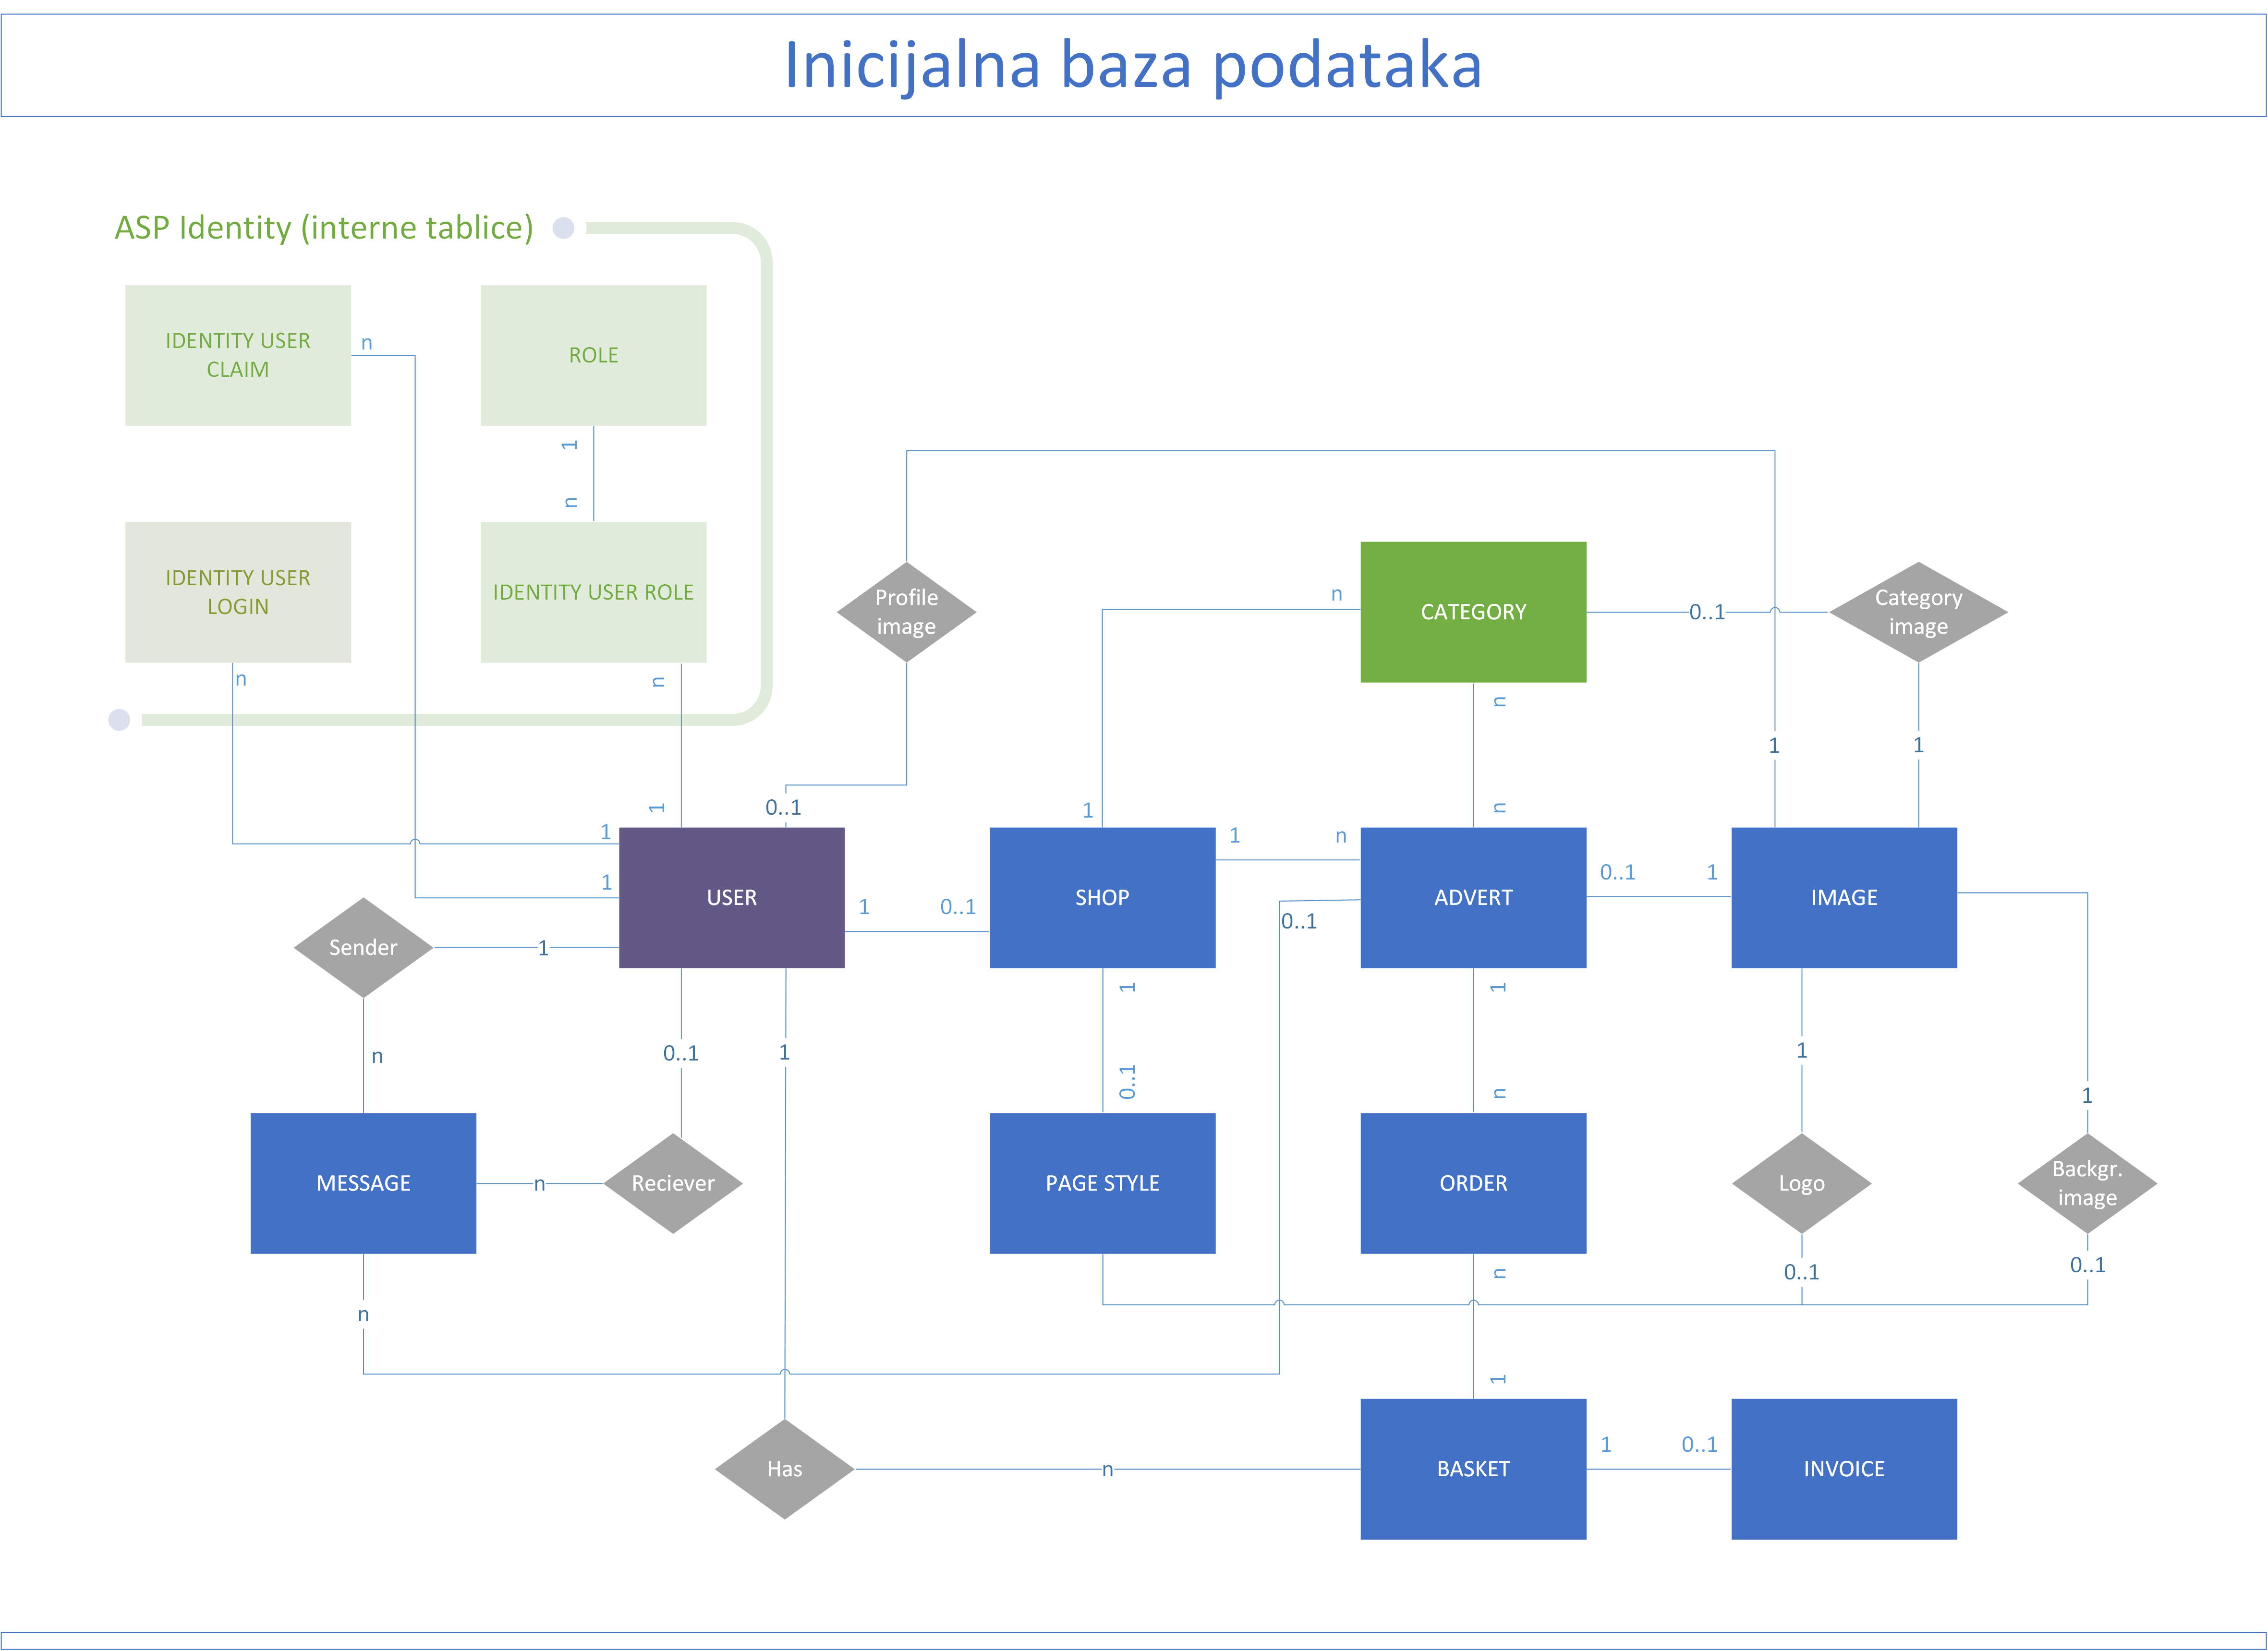 Inicijalna baza podataka
ASP Identity (interne tablice)
IDENTITY USER
CLAIM
n
ROLE
1
n
IDENTITY USER
LOGIN
n
IDENTITY USER ROLE
n
1
Profile
image
0..1
n
CATEGORY
0..1
Category
image
1
1
n
n
1
1
1
USER
1
0..1
SHOP
1
n
ADVERT
0..1
1
IMAGE
0..1
Sender
1
n
0..1
1
1
0..1
1
n
1
1
MESSAGE
n
Reciever
PAGE STYLE
ORDER
Logo
Backgr.
image
n
n
0..1
0..1
1
Has
n
BASKET
1
0..1
INVOICE